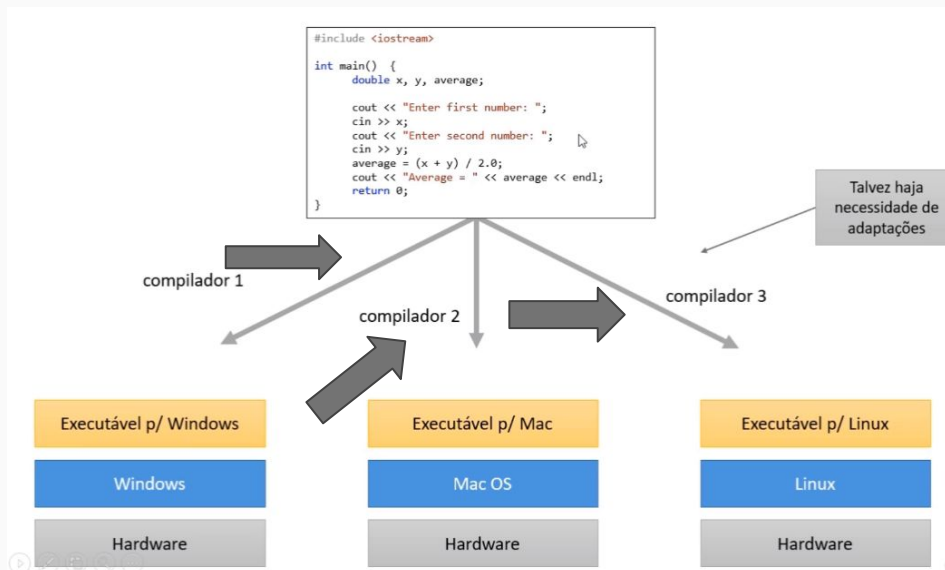 #include <iostream>
int main() {
double x, y, average;
cout << "Enter first number: ";
cin >> x;
cout << "Enter second number: ";
cin >> y;
average = (x + y) / 2.0;
cout << "Average = " << average << endl;
return 0;
}
Talvez haja
necessidade de
adaptações
compilador 1
compilador 2
compilador 3
Executável p/ Windows
Executável p/ Mac
Executável p/ Linux
Windows
Mac OS
Linux
Hardware
Hardware
Hardware